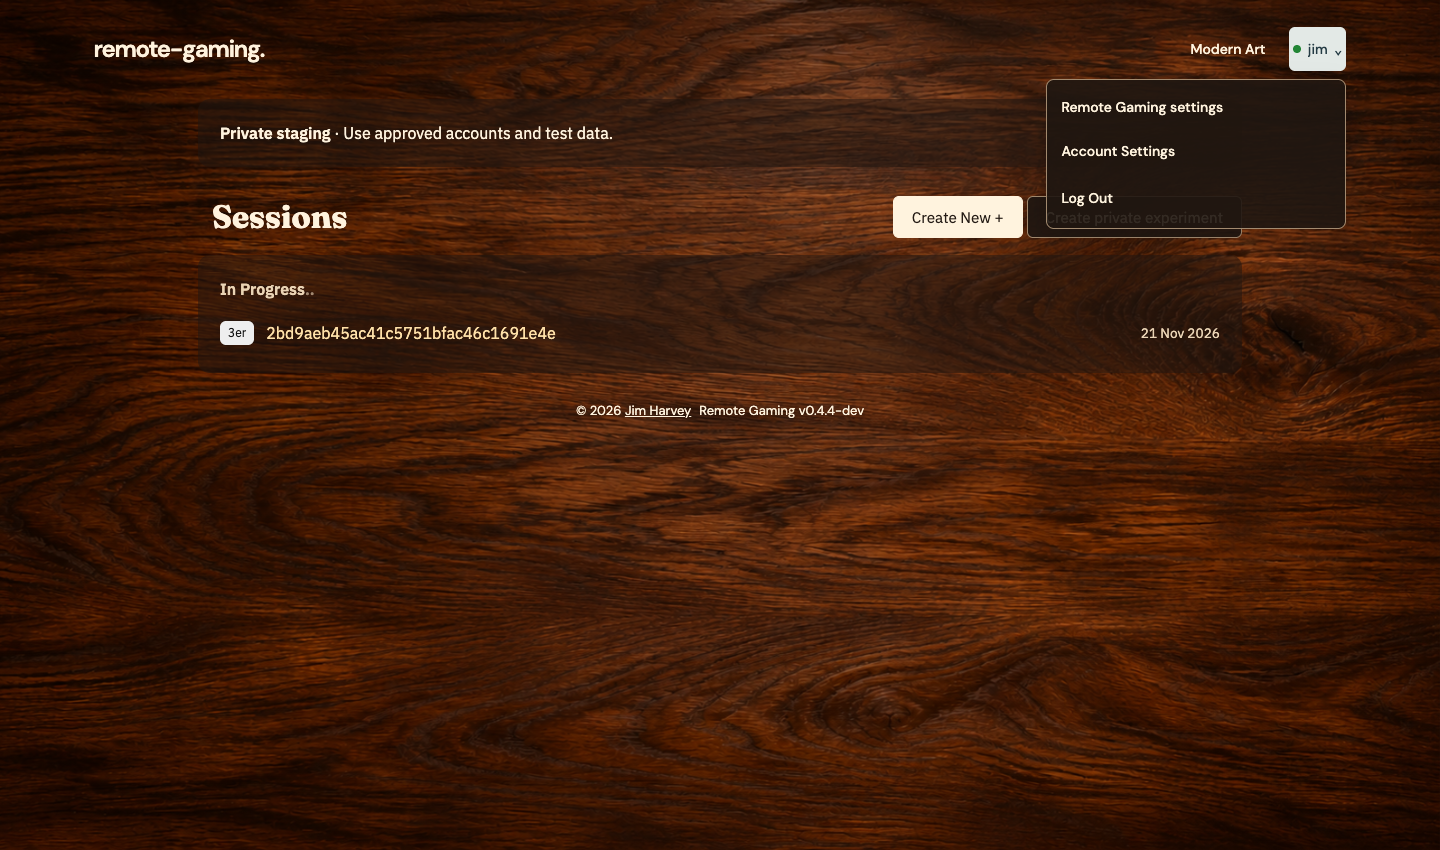 remote-gaming.
Modern Art
jim
Remote Gaming settings
Account Settings
Log Out
Private staging · Use approved accounts and test data.
Sessions
Create New +
Create private experiment
In Progress..
3er
2bd9aeb45ac41c5751bfac46c1691e4e
21 Nov 2026
© 2026 Jim Harvey Remote Gaming v0.4.4-dev